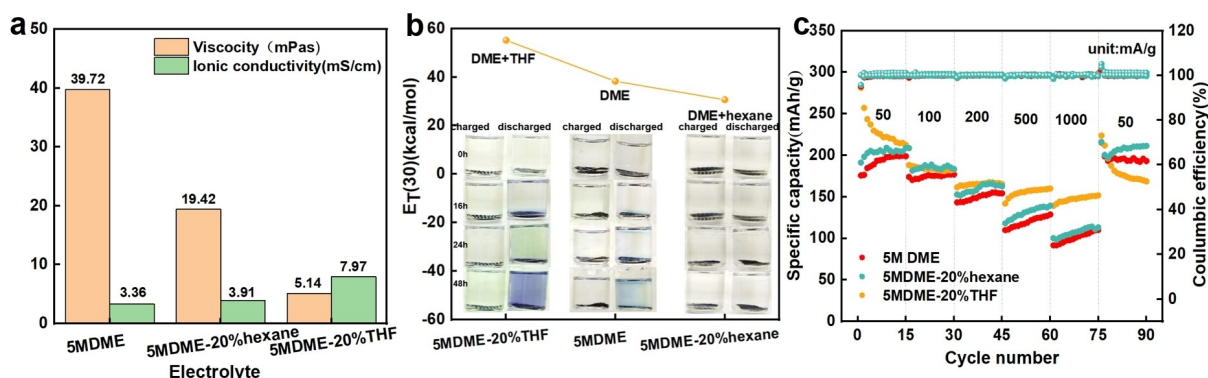 a
50
40
30
20
10
0
Viscocity（mPas)
Ionic conductivity(mS/cm)
39.72
3.36
19.42
3.91
5.14
7.97
5MDME
5MDME-20%hexane
5MDME-20%THF
Electrolyte
b
E_T(30)(kcal/mol)
60
40
20
0
-20
-40
-60
DME+THF
DME
DME+hexane
charged discharged charged discharged charged discharged
0h
16h
24h
48h
5MDME-20%THF
5MDME
5MDME-20%hexane
c
Specific capacity(mAh/g)
350
300
250
200
150
100
50
0
unit:mA/g
50
100
200
500
1000
50
5M DME
5MDME-20%hexane
5MDME-20%THF
0
15
30
45
60
75
90
Cycle number
120
100
80
60
40
20
0
Coulumbic efficiency(%)